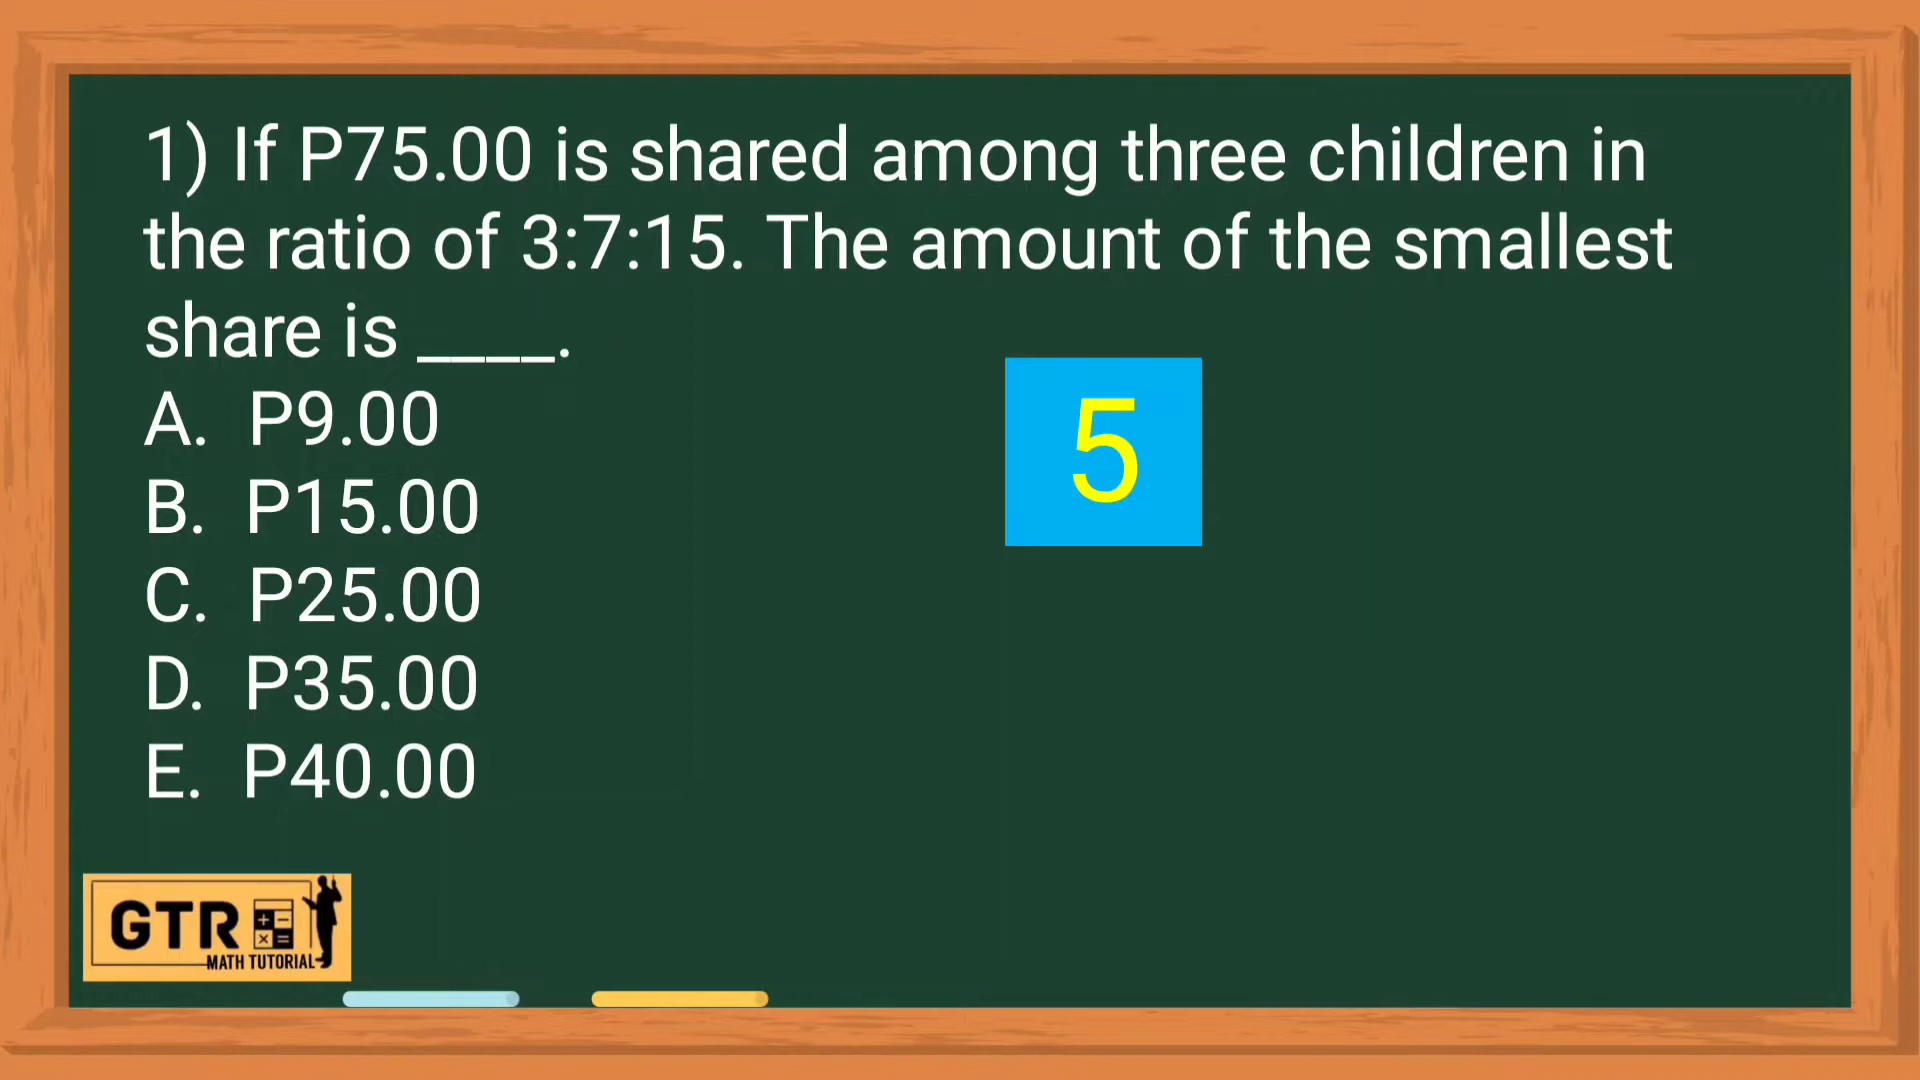 1) If P75.00 is shared among three children in
the ratio of 3:7:15. The amount of the smallest
share is ____.
A. P9.00
B. P15.00
C. P25.00
D. P35.00
E. P40.00
5
GTR
MATH TUTORIAL